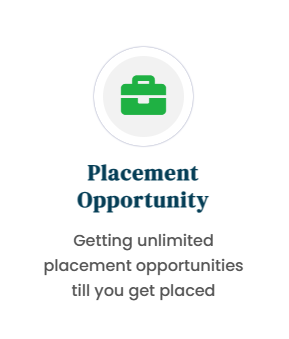 Placement
Opportunity
Getting unlimited
placement opportunities
till you get placed